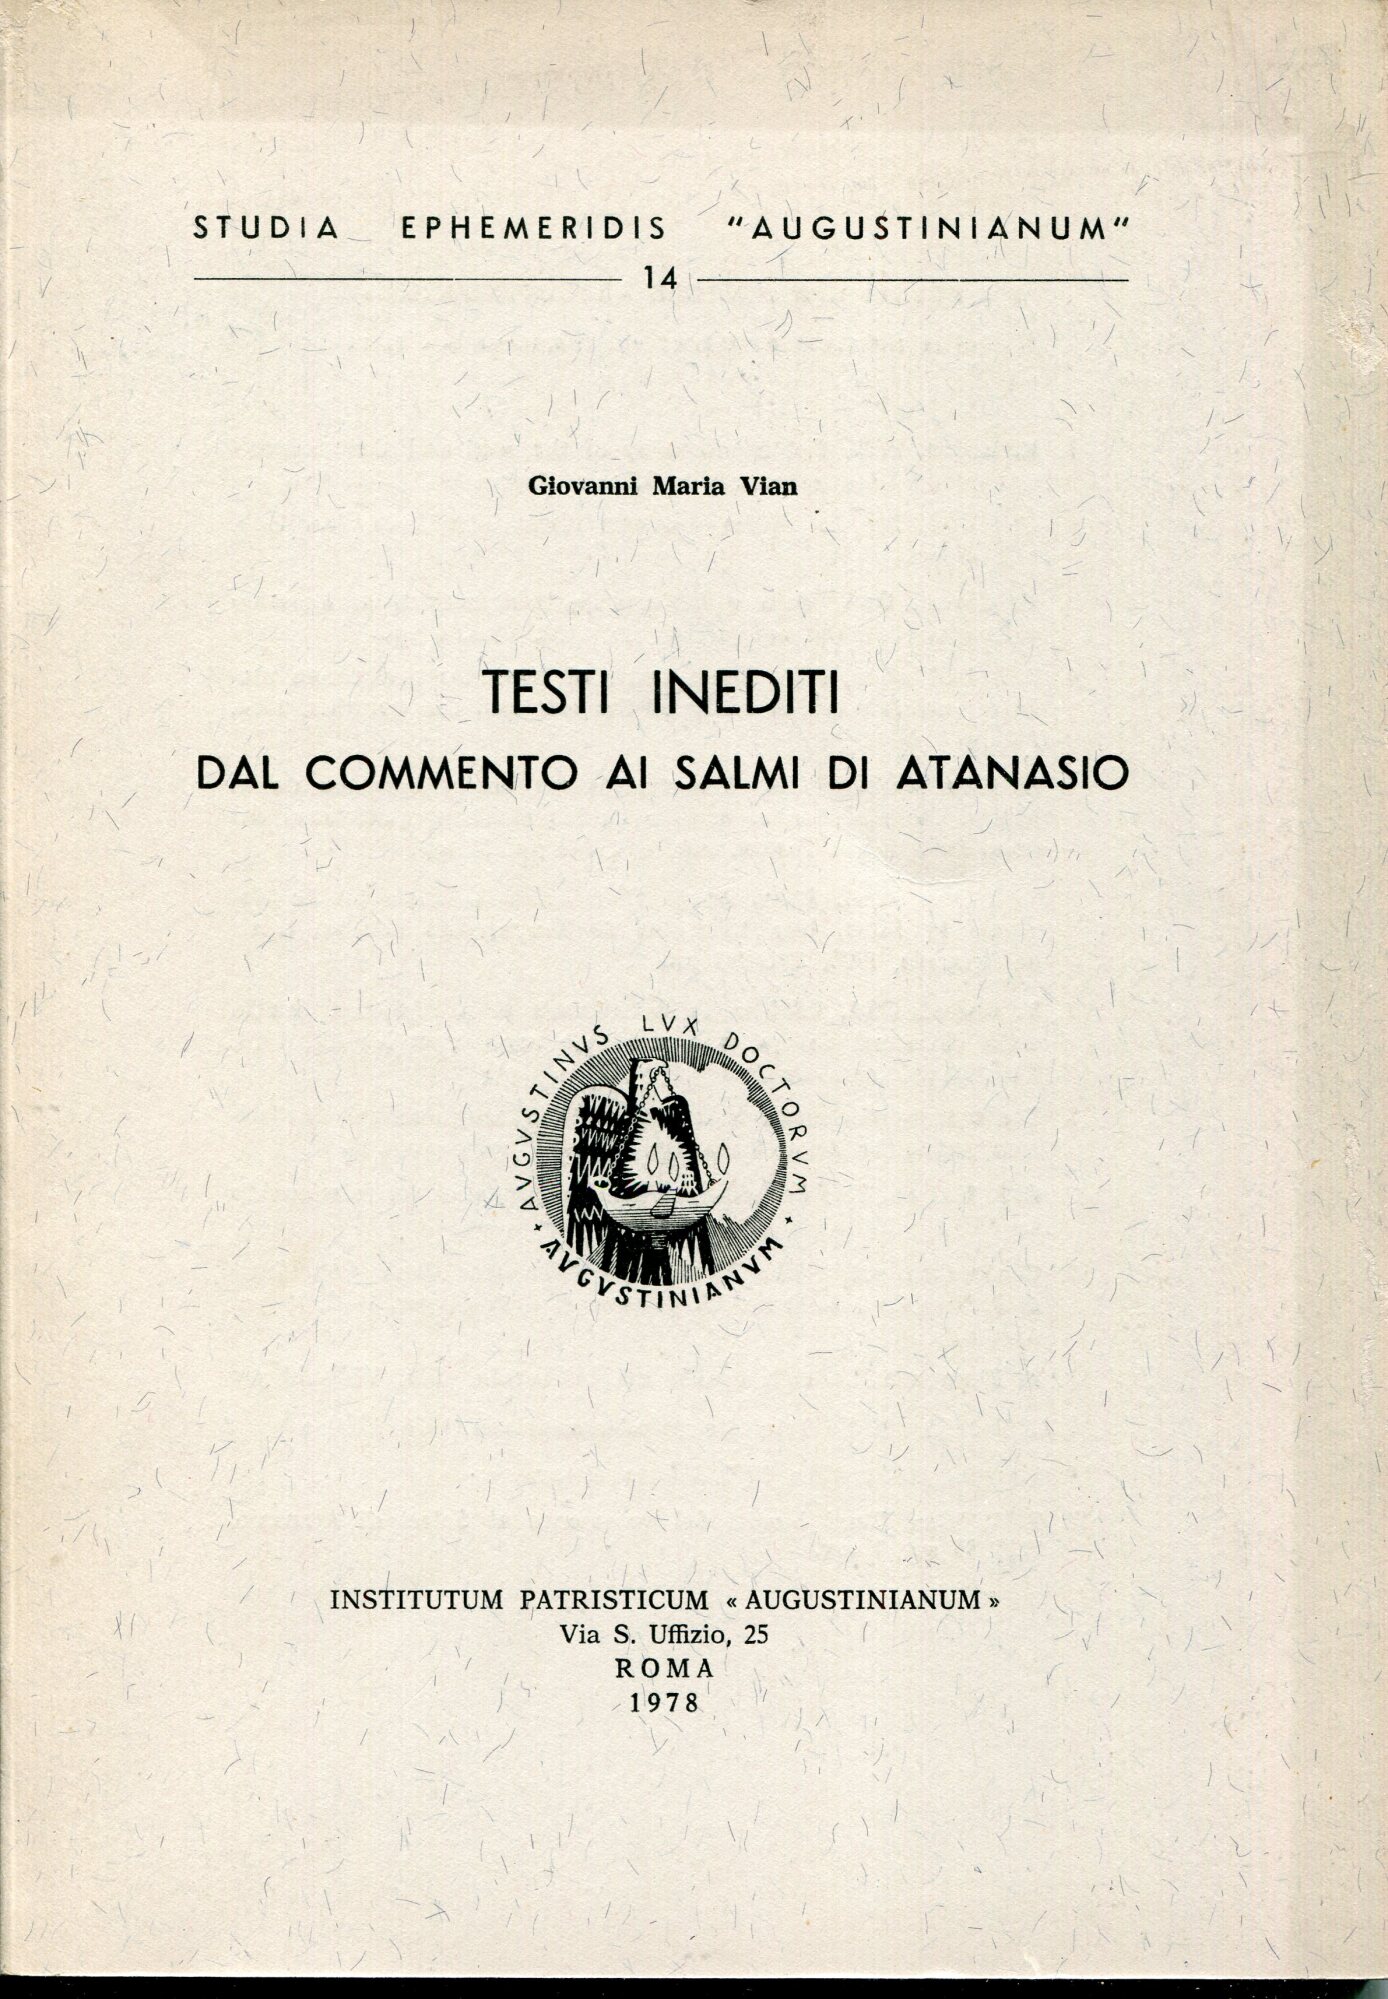 STUDIA EPHEMERIDIS "AUGUSTINIANUM"
14
Giovanni Maria Vian
TESTI INEDITI
DAL COMMENTO AI SALMI DI ATANASIO
AVGVSTINVS LVX DOCTORVM
AVGVSTINIANVM
INSTITUTUM PATRISTICUM « AUGUSTINIANUM »
Via S. Uffizio, 25
ROMA
1978